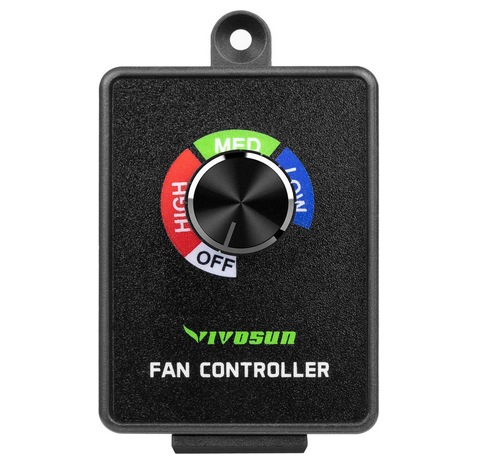 MED
LOW
HIGH
OFF
VIVOSUN
FAN CONTROLLER